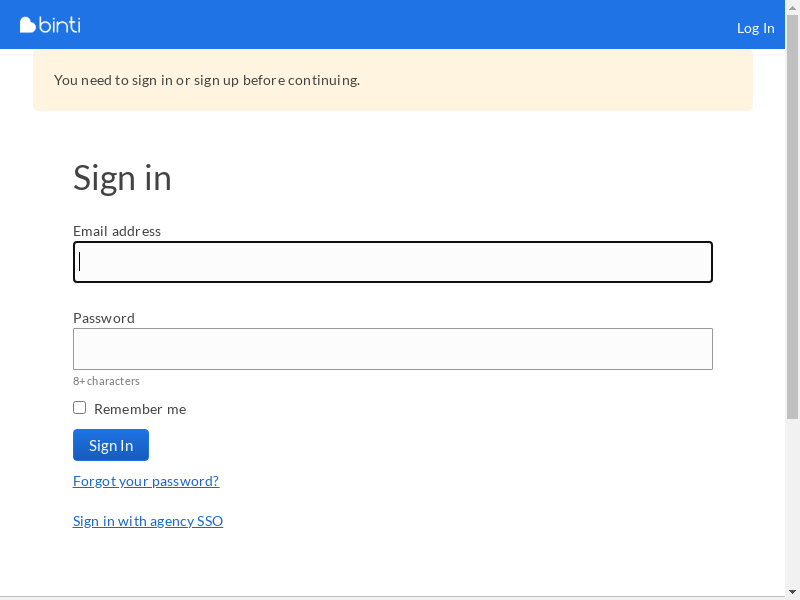 binti
Log In
You need to sign in or sign up before continuing.
Sign in
Email address
Password
8+ characters
Remember me
Sign In
Forgot your password?
Sign in with agency SSO